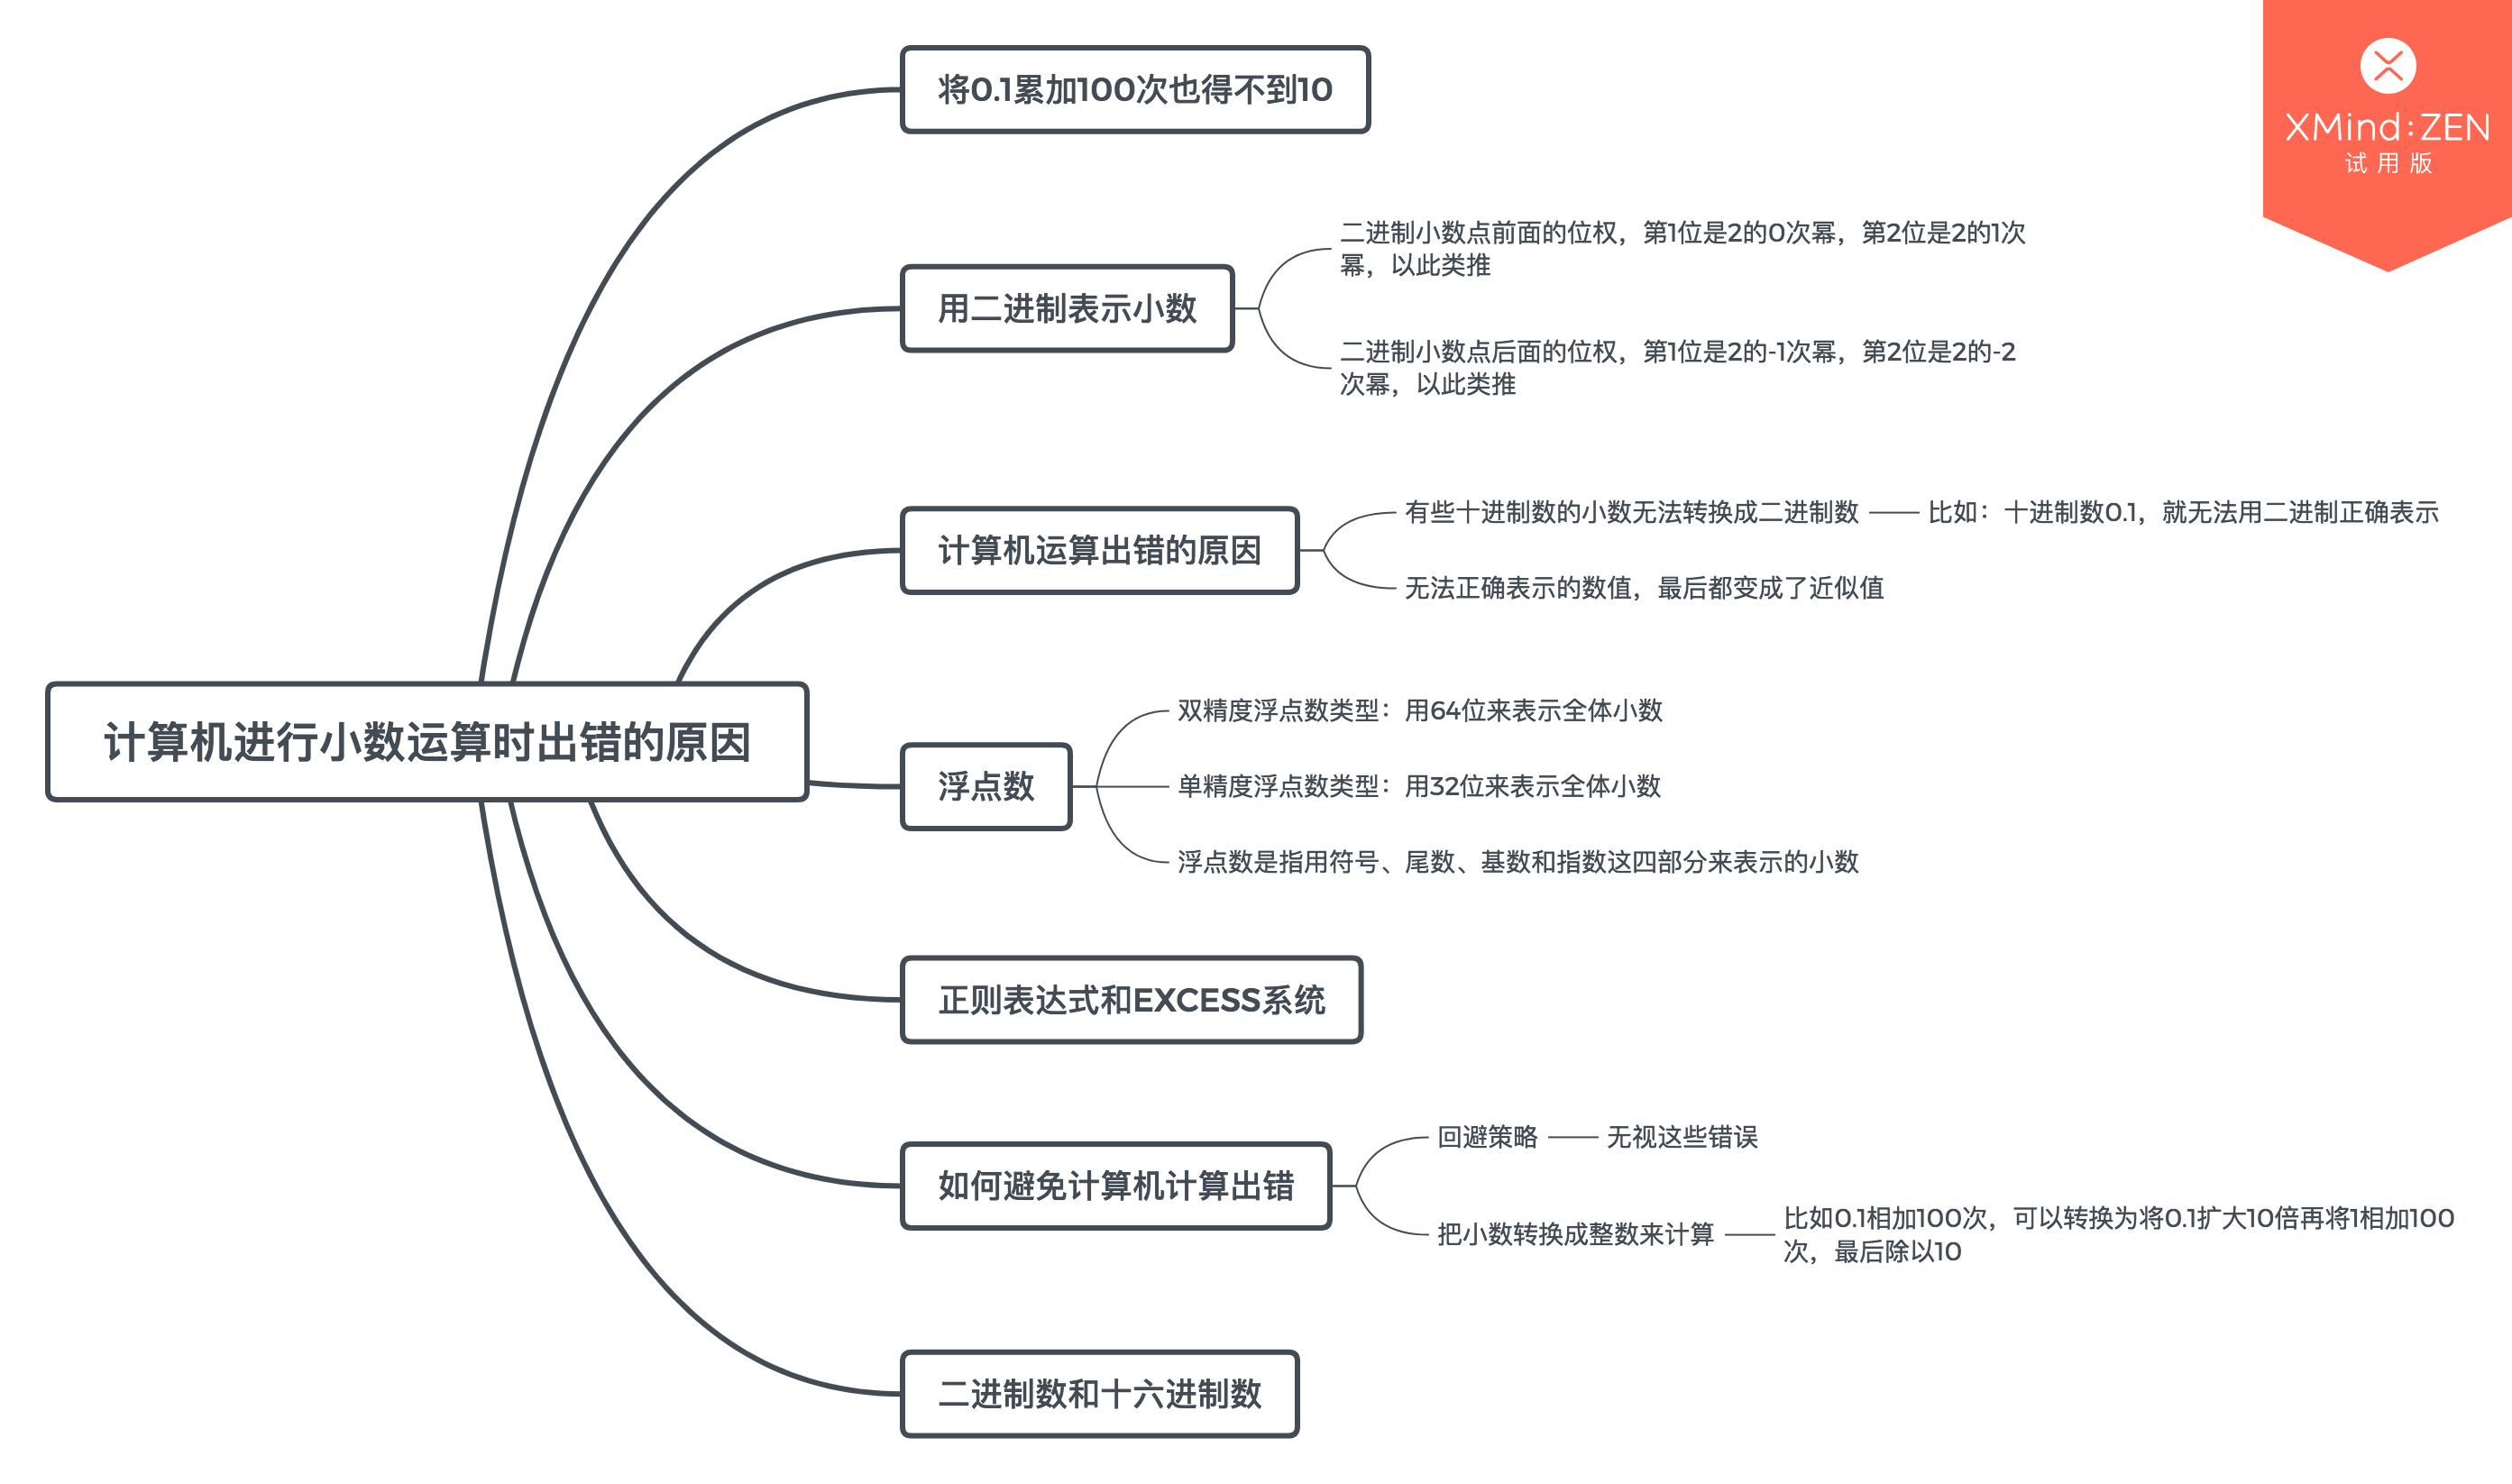 将0.1累加100次也得不到10
XMind:ZEN
试用版
用二进制表示小数
二进制小数点前面的位权，第1位是2的0次幂，第2位是2的1次
幂，以此类推
二进制小数点后面的位权，第1位是2的-1次幂，第2位是2的-2
次幂，以此类推
计算机运算出错的原因
有些十进制数的小数无法转换成二进制数
比如：十进制数0.1，就无法用二进制正确表示
无法正确表示的数值，最后都变成了近似值
计算机进行小数运算时出错的原因
浮点数
双精度浮点数类型：用64位来表示全体小数
单精度浮点数类型：用32位来表示全体小数
浮点数是指用符号、尾数、基数和指数这四部分来表示的小数
正则表达式和EXCESS系统
如何避免计算机计算出错
回避策略
无视这些错误
把小数转换成整数来计算
比如0.1相加100次，可以转换为将0.1扩大10倍再将1相加100
次，最后除以10
二进制数和十六进制数